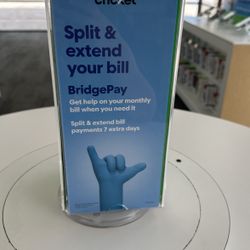 cricket
Split &
extend
your bill
BridgePay
Get help on your monthly
bill when you need it
Split & extend bill
payments 7 extra days